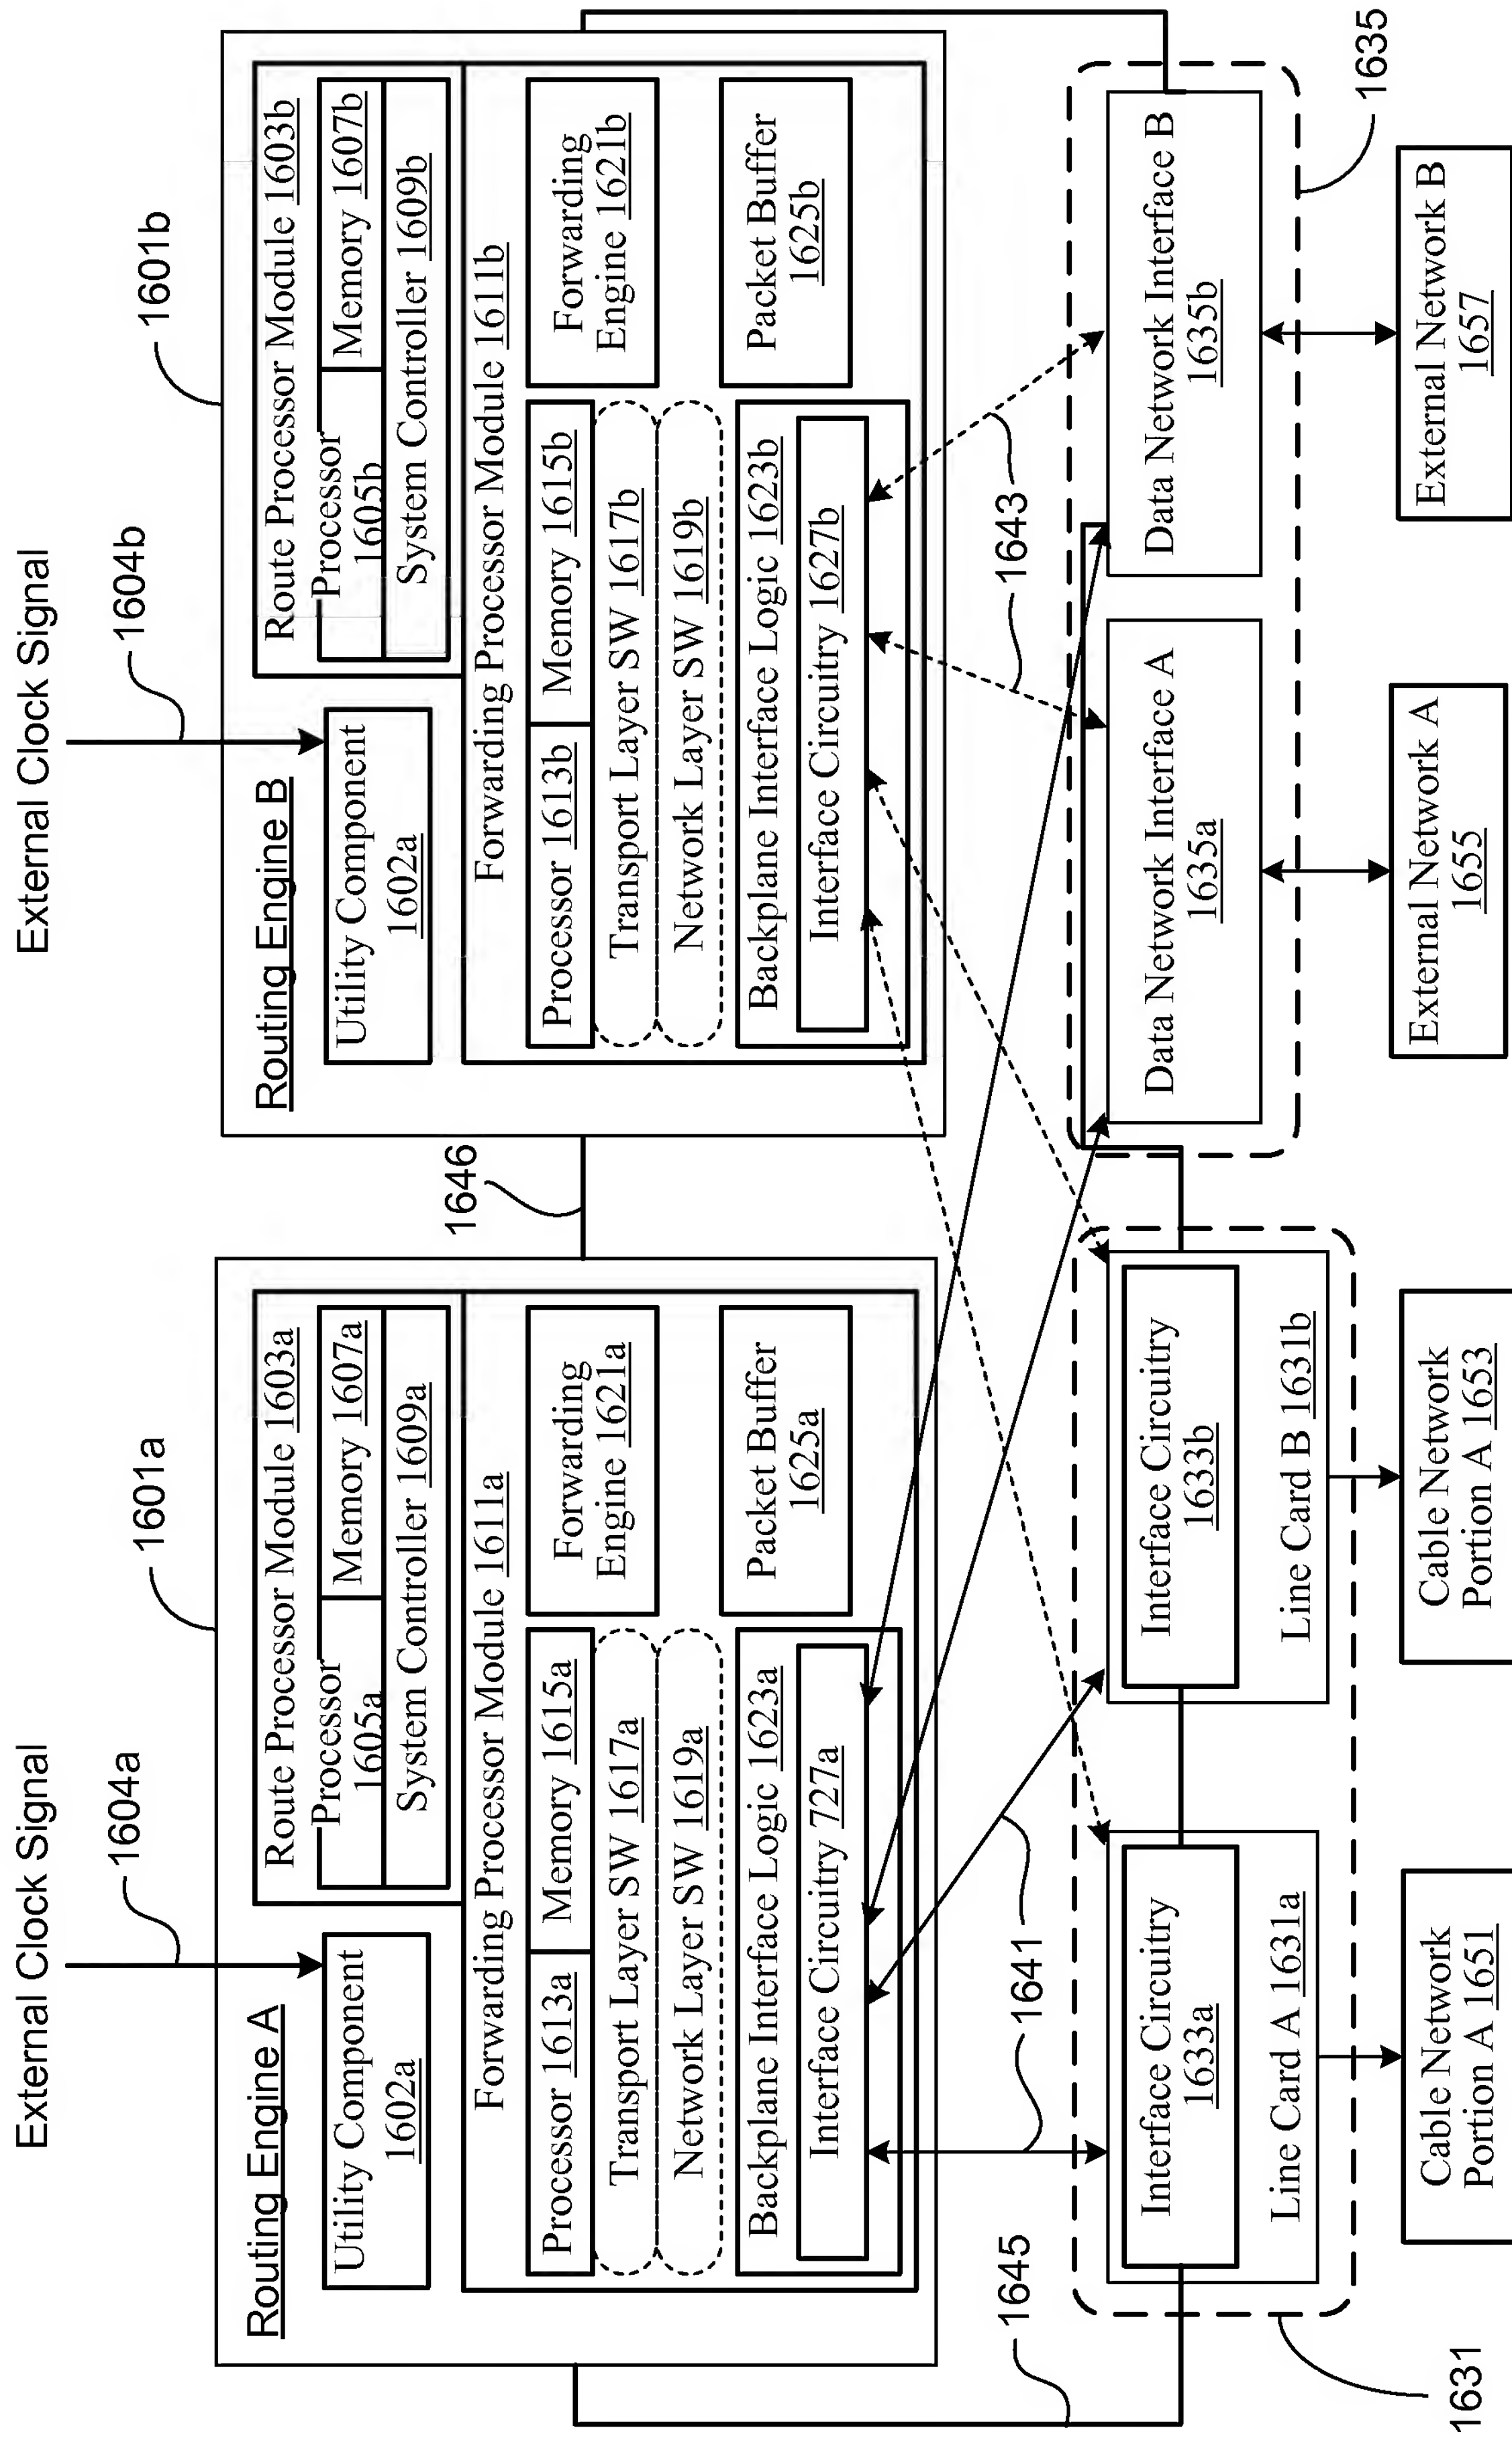 External Clock Signal
1604a
1601a
Routing Engine A
Utility Component
1602a
Route Processor Module 1603a
Processor
1605a
Memory 1607a
System Controller 1609a
Forwarding Processor Module 1611a
Processor 1613a
Memory 1615a
Transport Layer SW 1617a
Network Layer SW 1619a
Forwarding
Engine 1621a
Backplane Interface Logic 1623a
Interface Circuitry 727a
Packet Buffer
1625a
1646
External Clock Signal
1604b
1601b
Routing Engine B
Utility Component
1602a
Route Processor Module 1603b
Processor
1605b
Memory 1607b
System Controller 1609b
Forwarding Processor Module 1611b
Processor 1613b
Memory 1615b
Transport Layer SW 1617b
Network Layer SW 1619b
Forwarding
Engine 1621b
Backplane Interface Logic 1623b
Interface Circuitry 1627b
Packet Buffer
1625b
1645
1641
1643
Interface Circuitry
1633a
Line Card A 1631a
Interface Circuitry
1633b
Line Card B 1631b
Data Network Interface A
1635a
Data Network Interface B
1635b
1631
1635
Cable Network
Portion A 1651
Cable Network
Portion A 1653
External Network A
1655
External Network B
1657